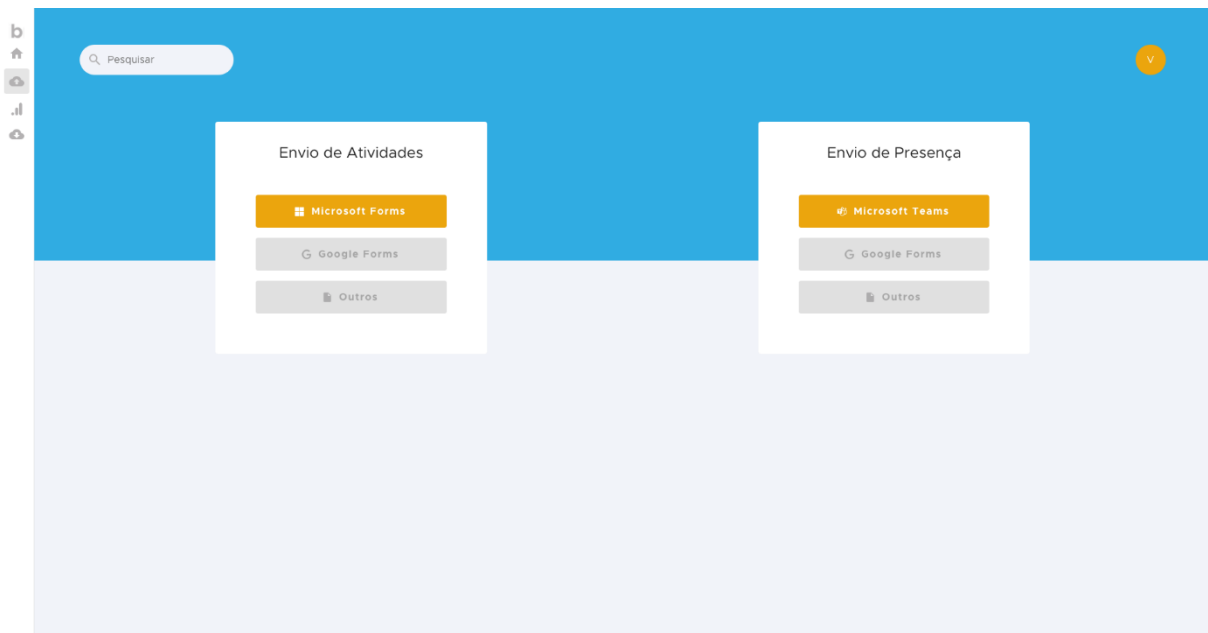 b
Pesquisar
V
Envio de Atividades
Microsoft Forms
Google Forms
Outros
Envio de Presença
Microsoft Teams
Google Forms
Outros